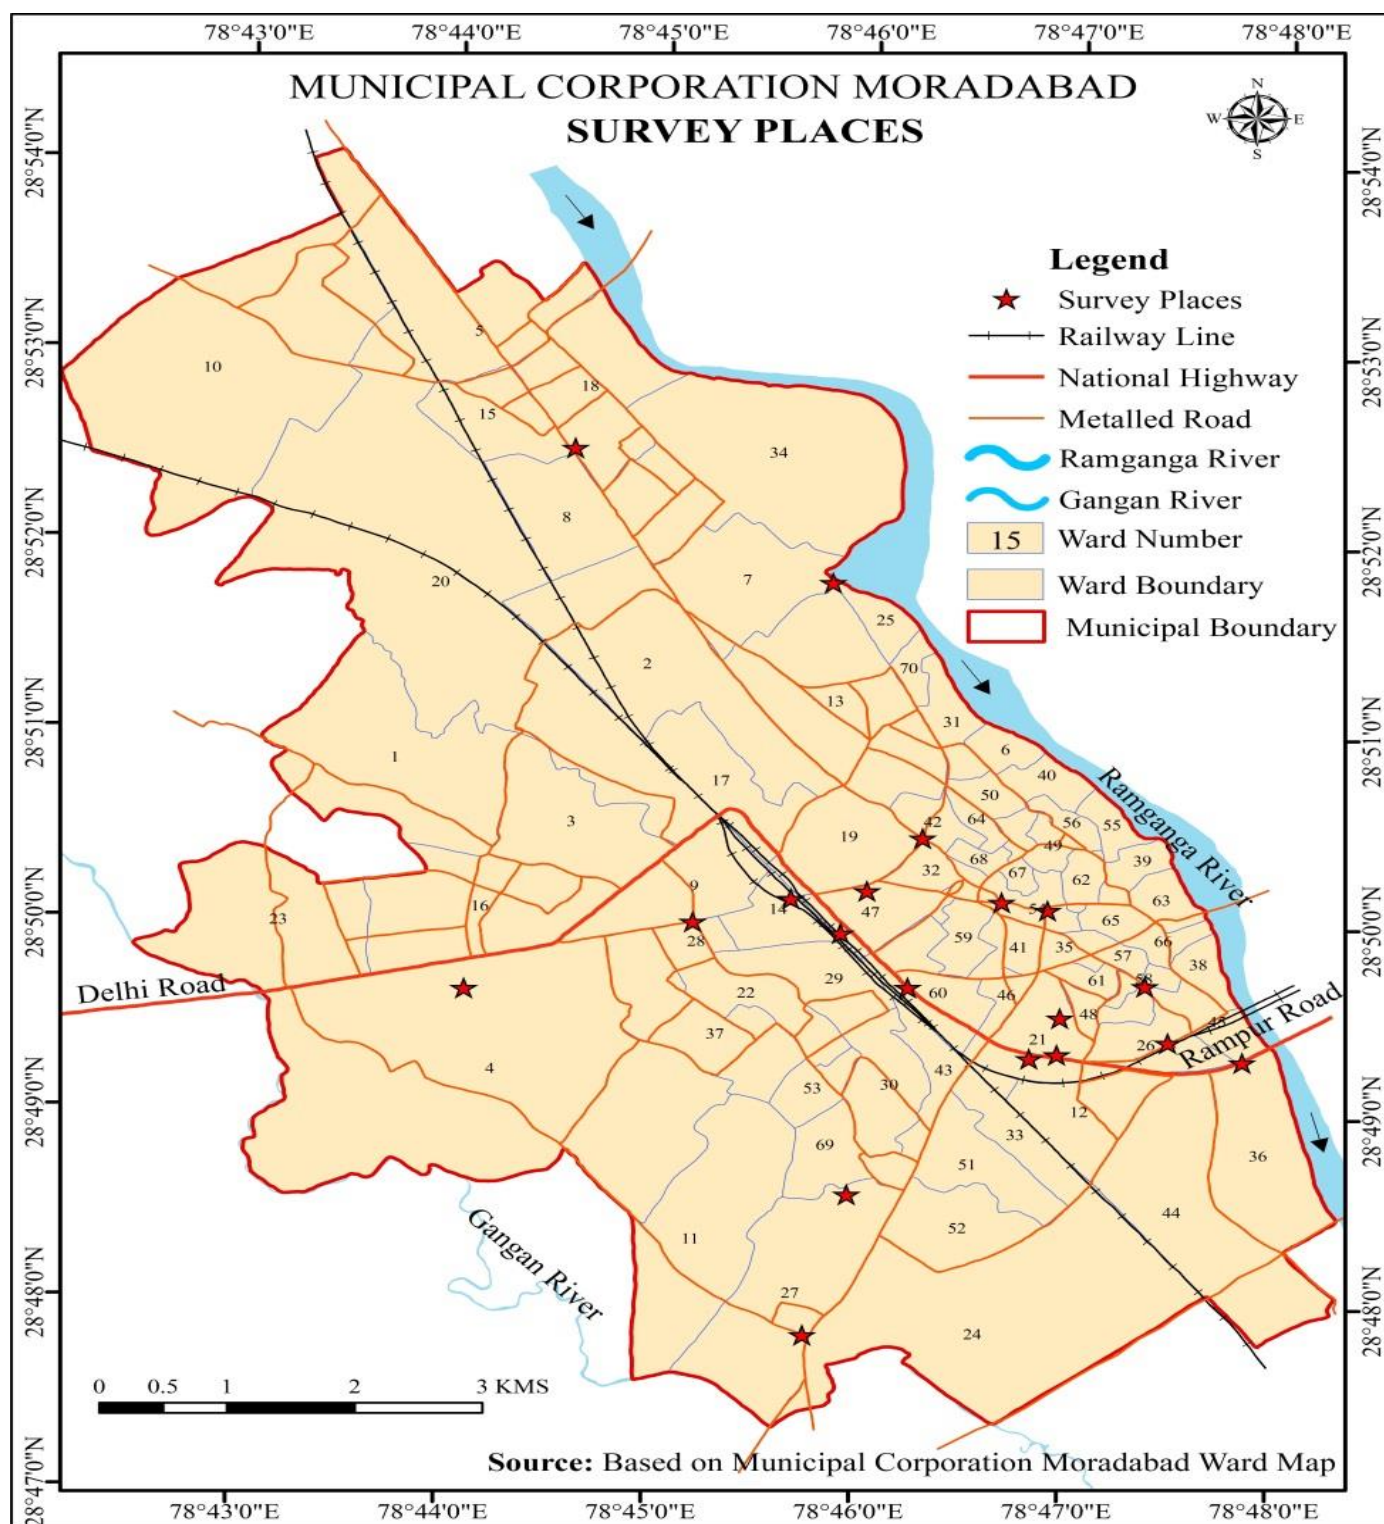 78°43'0"E 78°44'0"E 78°45'0"E 78°46'0"E 78°47'0"E 78°48'0"E
MUNICIPAL CORPORATION MORADABAD
SURVEY PLACES
N
W E
S
28°54'0"N
28°53'0"N
28°52'0"N
28°51'0"N
28°50'0"N
28°49'0"N
28°48'0"N
28°47'0"N
28°54'0"N
28°53'0"N
28°52'0"N
28°51'0"N
28°50'0"N
28°49'0"N
28°48'0"N
Legend
Survey Places
Railway Line
National Highway
Metalled Road
Ramganga River
Gangan River
15 Ward Number
Ward Boundary
Municipal Boundary
5
10
18
15
34
8
20
7
25
2
70
13
31
6
1
40
17
50
3
42
64
56
55
19
49
39
68
32
67
62
9
16
14
47
63
23
65
28
59
41
35
66
57
38
29
61
58
22
60
46
48
45
37
21
26
4
43
53
30
12
33
69
51
36
44
11
52
27
24
Ramganga River
Delhi Road
Rampur Road
Gangan River
0 0.5 1 2 3 KMS
Source: Based on Municipal Corporation Moradabad Ward Map
78°43'0"E 78°44'0"E 78°45'0"E 78°46'0"E 78°47'0"E 78°48'0"E